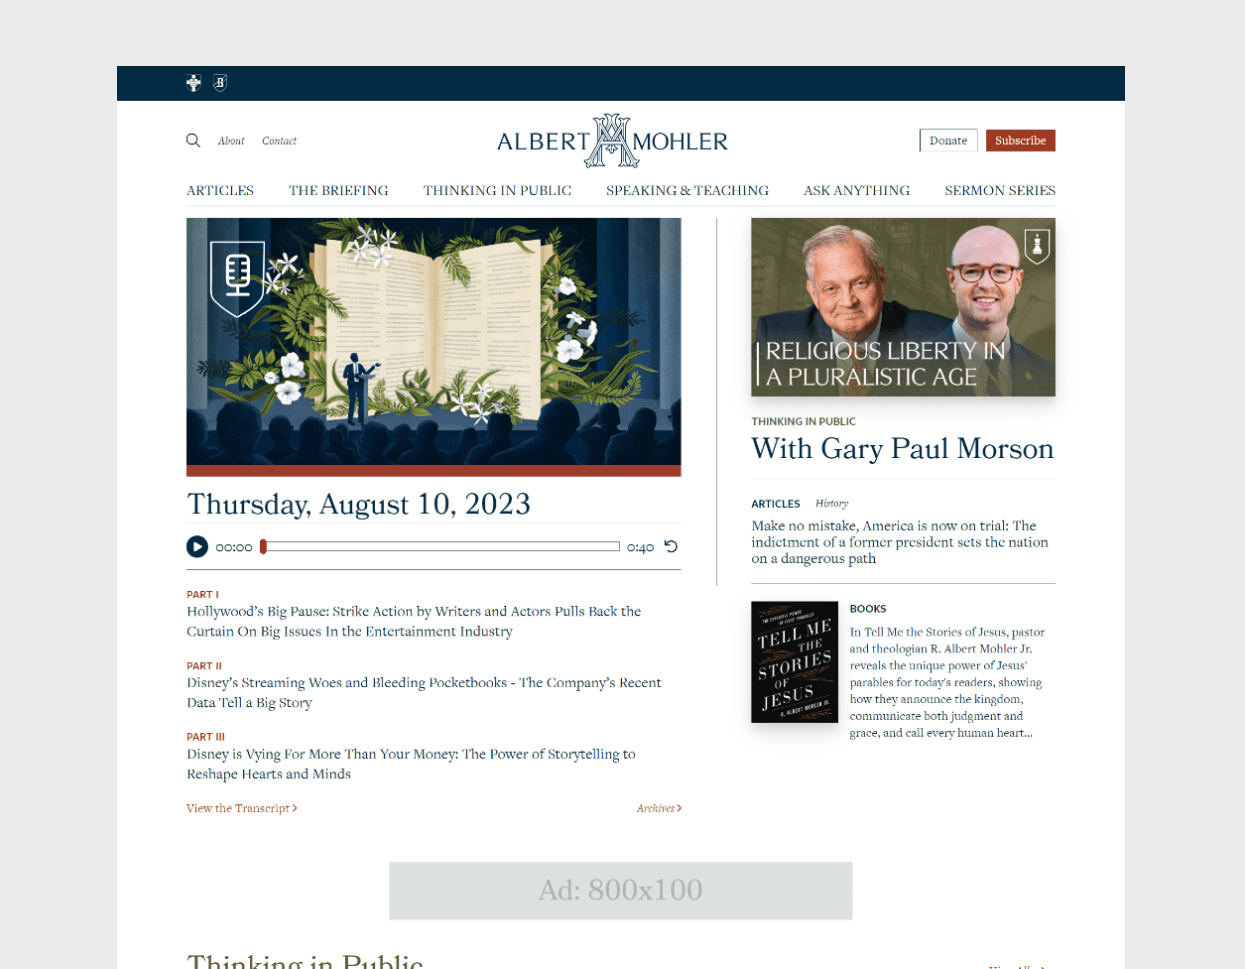 About Contact
ALBERT MOHLER
Donate Subscribe
ARTICLES THE BRIEFING THINKING IN PUBLIC SPEAKING & TEACHING ASK ANYTHING SERMON SERIES
Thursday, August 10, 2023
00:00 0:40
PART I
Hollywood's Big Pause: Strike Action by Writers and Actors Pulls Back the
Curtain On Big Issues In the Entertainment Industry
PART II
Disney's Streaming Woes and Bleeding Pocketbooks - The Company's Recent
Data Tell a Big Story
PART III
Disney is Vying For More Than Your Money: The Power of Storytelling to
Reshape Hearts and Minds
View the Transcript Archives
RELIGIOUS LIBERTY IN
A PLURALISTIC AGE
THINKING IN PUBLIC
With Gary Paul Morson
ARTICLES History
Make no mistake, America is now on trial: The
indictment of a former president sets the nation
on a dangerous path
THE EXPLOSIVE POWER
OF JESUS' PARABLES
TELL ME
THE
STORIES
OF
JESUS
R. ALBERT MOHLER JR.
BOOKS
In Tell Me the Stories of Jesus, pastor
and theologian R. Albert Mohler Jr.
reveals the unique power of Jesus'
parables for today's readers, showing
how they announce the kingdom,
communicate both judgment and
grace, and call every human heart...
Ad: 800x100
Thinking in Public